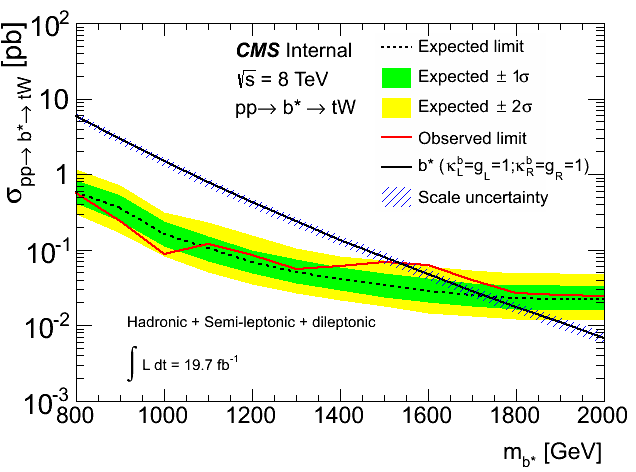 CMS Internal
√s = 8 TeV
pp→ b* → tW
Expected limit
Expected ± 1σ
Expected ± 2σ
Observed limit
b* (κ_L^b=g_L=1;κ_R^b=g_R=1)
Scale uncertainty
σ_pp→ b*→ tW [pb]
10²
10
1
10⁻¹
10⁻²
10⁻³
Hadronic + Semi-leptonic + dileptonic
∫ L dt = 19.7 fb⁻¹
800 1000 1200 1400 1600 1800 2000
m_b* [GeV]